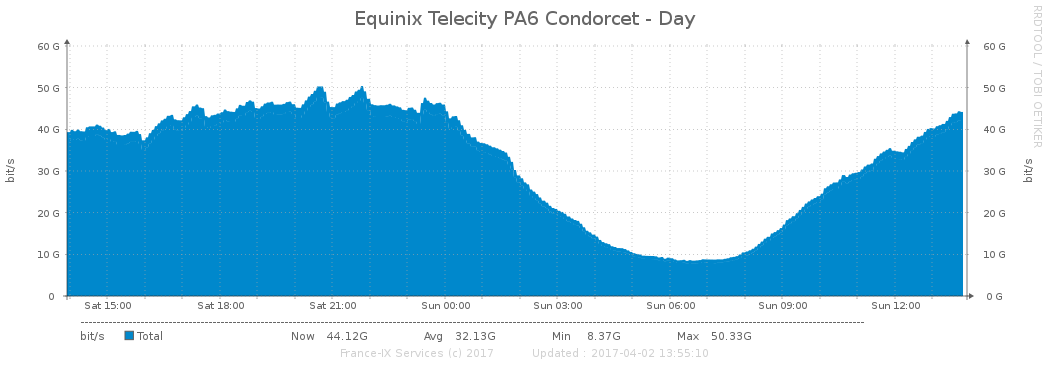 Equinix Telecity PA6 Condorcet - Day
RRDTOOL / TOBI OETIKER
60 G 60 G
50 G 50 G
40 G 40 G
30 G 30 G
20 G 20 G
10 G 10 G
0 0 G
bit/s bit/s
Sat 15:00 Sat 18:00 Sat 21:00 Sun 00:00 Sun 03:00 Sun 06:00 Sun 09:00 Sun 12:00
bit/s Total Now 44.12G Avg 32.13G Min 8.37G Max 50.33G
France-IX Services (c) 2017 Updated : 2017-04-02 13:55:10